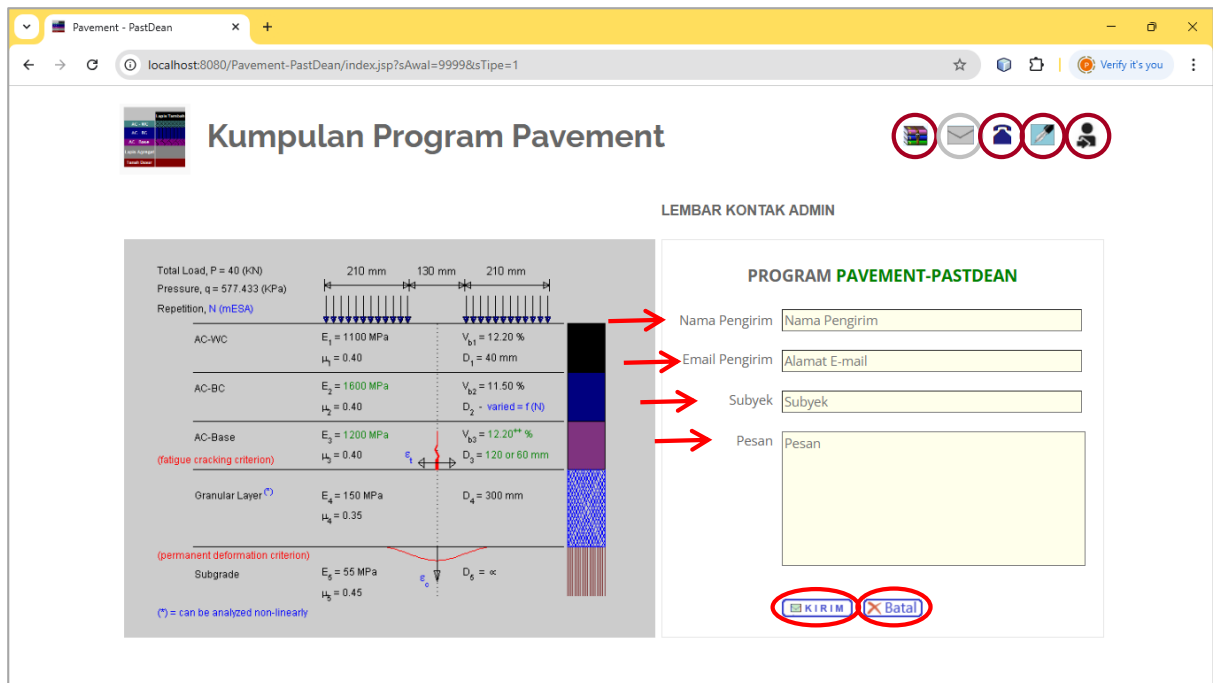 Pavement - PastDean
localhost:8080/Pavement-PastDean/index.jsp?sAwal=9999&sTipe=1
Verify it's you
Kumpulan Program Pavement
LEMBAR KONTAK ADMIN
Total Load, P = 40 (KN)
210 mm 130 mm 210 mm
Pressure, q = 577.433 (KPa)
Repetition, N (mESA)
AC-WC E₁ = 1100 MPa V_b1 = 12.20 %
μ₁ = 0.40 D₁ = 40 mm
AC-BC E₂ = 1600 MPa V_b2 = 11.50 %
μ₂ = 0.40 D₂ - varied = f (N)
AC-Base E₃ = 1200 MPa V_b3 = 12.20** %
(fatigue cracking criterion) μ₃ = 0.40 ε_t D₃ = 120 or 60 mm
Granular Layer (*) E₄ = 150 MPa D₄ = 300 mm
μ₄ = 0.35
(permanent deformation criterion)
Subgrade E₅ = 55 MPa ε_c D₅ = ∝
μ₅ = 0.45
(*) = can be analyzed non-linearly
PROGRAM PAVEMENT-PASTDEAN
Nama Pengirim Nama Pengirim
Email Pengirim Alamat E-mail
Subyek Subyek
Pesan Pesan
KIRIM Batal